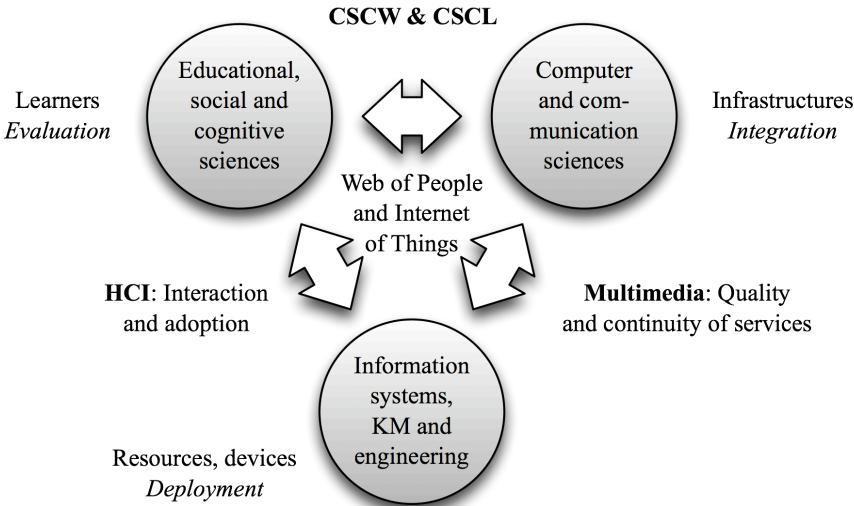 CSCW & CSCL
Educational,
social and
cognitive
sciences
Computer
and com-
munication
sciences
Learners
Evaluation
Infrastructures
Integration
Web of People
and Internet
of Things
HCI: Interaction
and adoption
Multimedia: Quality
and continuity of services
Information
systems,
KM and
engineering
Resources, devices
Deployment